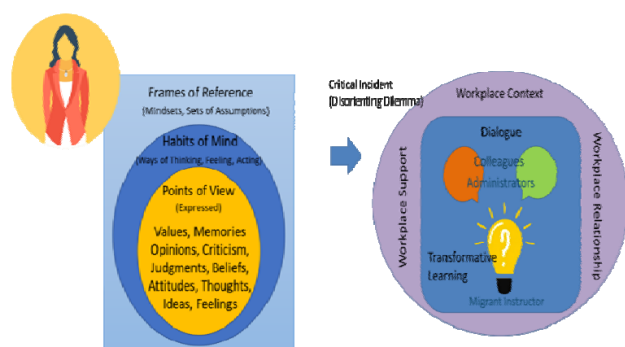 Frames of Reference
(Mindsets, Sets of Assumptions)
Habits of Mind
(Ways of Thinking, Feeling, Acting)
Points of View
(Expressed)
Values, Memories
Opinions, Criticism,
Judgments, Beliefs,
Attitudes, Thoughts,
Ideas, Feelings
Critical Incident
(Disorienting Dilemma)
Workplace Context
Workplace Support
Dialogue
Colleagues
Administrators
Transformative
Learning
Migrant Instructor
Workplace Relationship
?